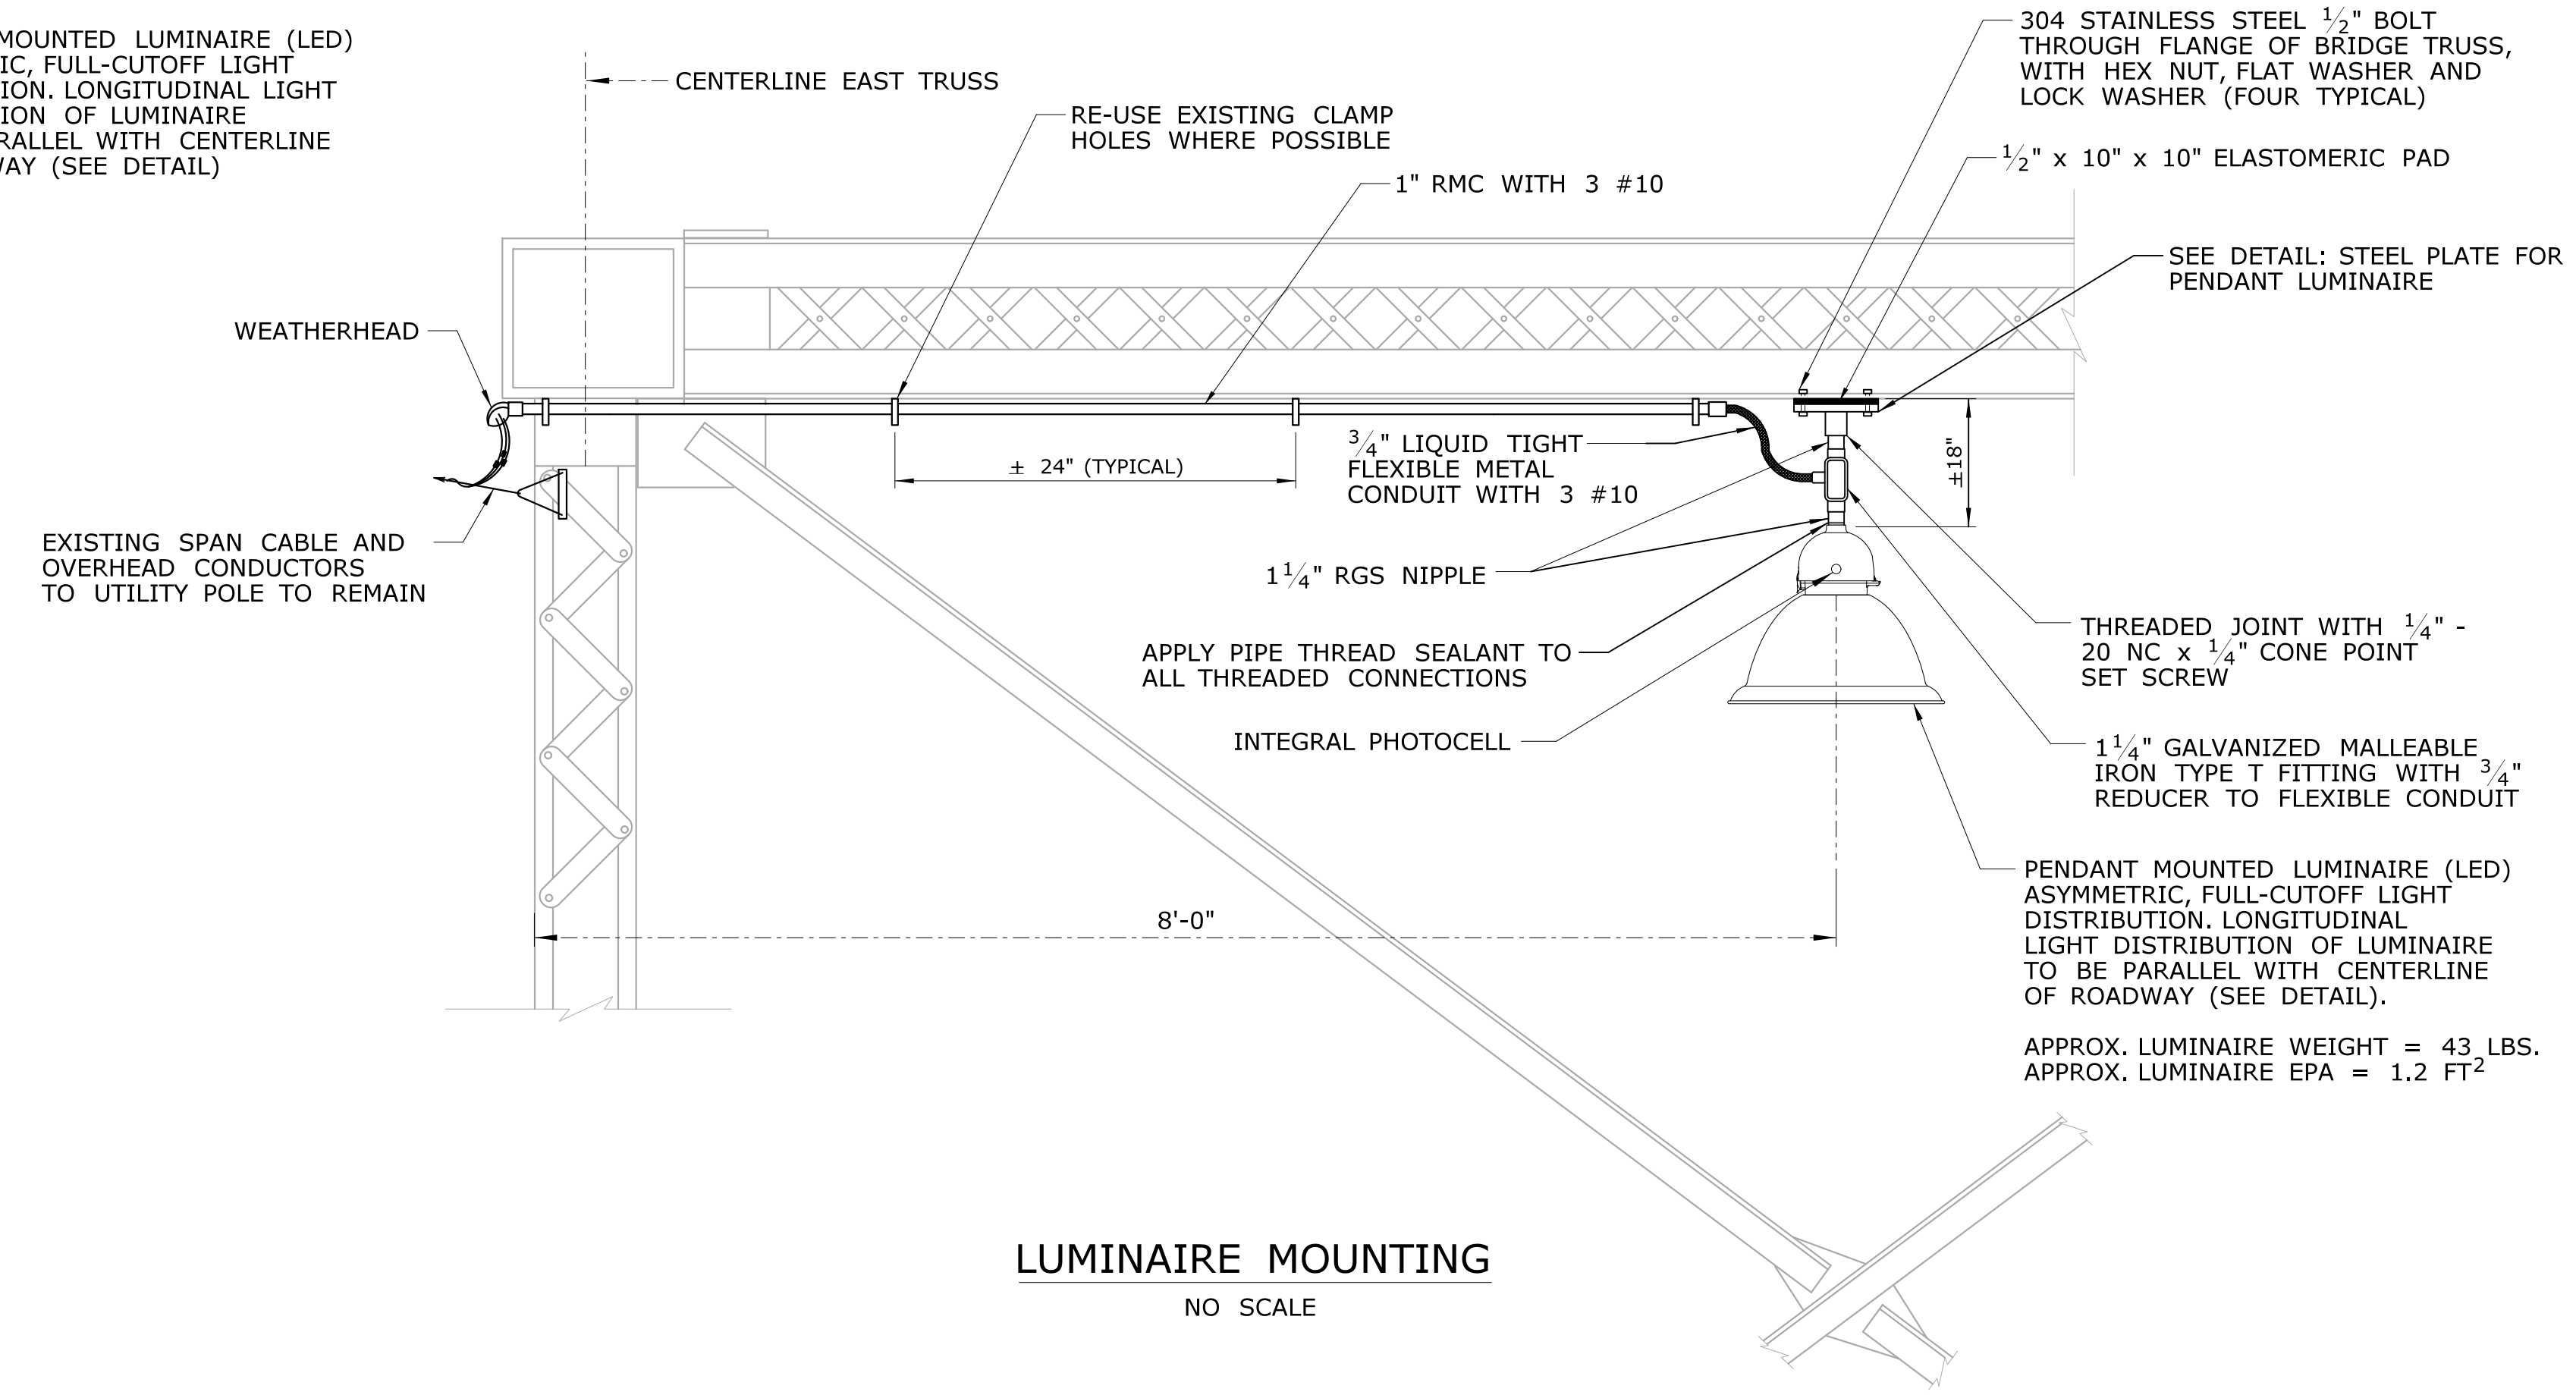 MOUNTED LUMINAIRE (LED)
IC, FULL-CUTOFF LIGHT
ION. LONGITUDINAL LIGHT
ION OF LUMINAIRE
RALLEL WITH CENTERLINE
WAY (SEE DETAIL)
CENTERLINE EAST TRUSS
RE-USE EXISTING CLAMP
HOLES WHERE POSSIBLE
1" RMC WITH 3 #10
304 STAINLESS STEEL 1/2" BOLT
THROUGH FLANGE OF BRIDGE TRUSS,
WITH HEX NUT, FLAT WASHER AND
LOCK WASHER (FOUR TYPICAL)
1/2" x 10" x 10" ELASTOMERIC PAD
SEE DETAIL: STEEL PLATE FOR
PENDANT LUMINAIRE
WEATHERHEAD
± 24" (TYPICAL)
3/4" LIQUID TIGHT
FLEXIBLE METAL
CONDUIT WITH 3 #10
±18"
EXISTING SPAN CABLE AND
OVERHEAD CONDUCTORS
TO UTILITY POLE TO REMAIN
1 1/4" RGS NIPPLE
APPLY PIPE THREAD SEALANT TO
ALL THREADED CONNECTIONS
INTEGRAL PHOTOCELL
THREADED JOINT WITH 1/4" -
20 NC x 1/4" CONE POINT
SET SCREW
1 1/4" GALVANIZED MALLEABLE
IRON TYPE T FITTING WITH 3/4"
REDUCER TO FLEXIBLE CONDUIT
8'-0"
PENDANT MOUNTED LUMINAIRE (LED)
ASYMMETRIC, FULL-CUTOFF LIGHT
DISTRIBUTION. LONGITUDINAL
LIGHT DISTRIBUTION OF LUMINAIRE
TO BE PARALLEL WITH CENTERLINE
OF ROADWAY (SEE DETAIL).
APPROX. LUMINAIRE WEIGHT = 43 LBS.
APPROX. LUMINAIRE EPA = 1.2 FT²
LUMINAIRE MOUNTING
NO SCALE